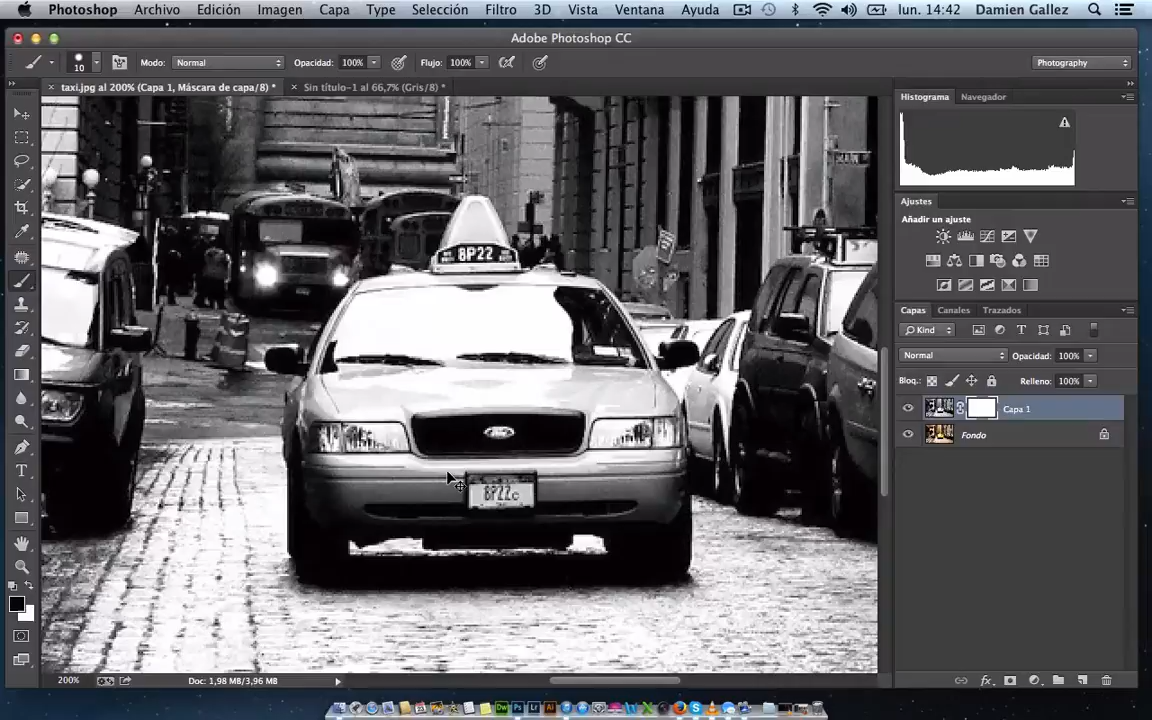 Photoshop Archivo Edición Imagen Capa Type Selección Filtro 3D Vista Ventana Ayuda lun. 14:42 Damien Gallez
Adobe Photoshop CC
10 Modo: Normal Opacidad: 100% Flujo: 100% Photography
taxi.jpg al 200% (Capa 1, Máscara de capa/8) * Sin título-1 al 66,7% (Gris/8) *
Histograma Navegador
Ajustes
Añadir un ajuste
8P22
Capas Canales Trazados
Kind
Normal Opacidad: 100%
Bloq.: Relleno: 100%
Capa 1
Fondo
Ford
8P22C
200% Doc: 1,98 MB/3,96 MB